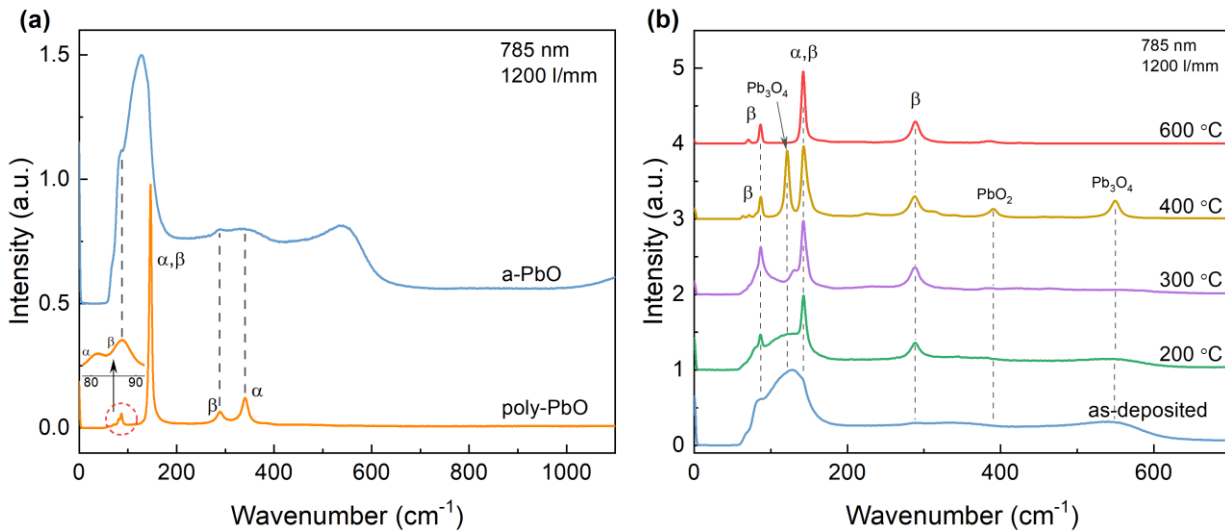 (a)
785 nm
1200 l/mm
1.5
1.0
0.5
0.0
Intensity (a.u.)
a-PbO
α,β
α
β
80
90
β
α
poly-PbO
0
200
400
600
800
1000
Wavenumber (cm⁻¹)
(b)
785 nm
1200 l/mm
α,β
Pb₃O₄
β
β
600 °C
β
PbO₂
Pb₃O₄
400 °C
300 °C
200 °C
as-deposited
5
4
3
2
1
0
Intensity (a.u.)
0
200
400
600
Wavenumber (cm⁻¹)